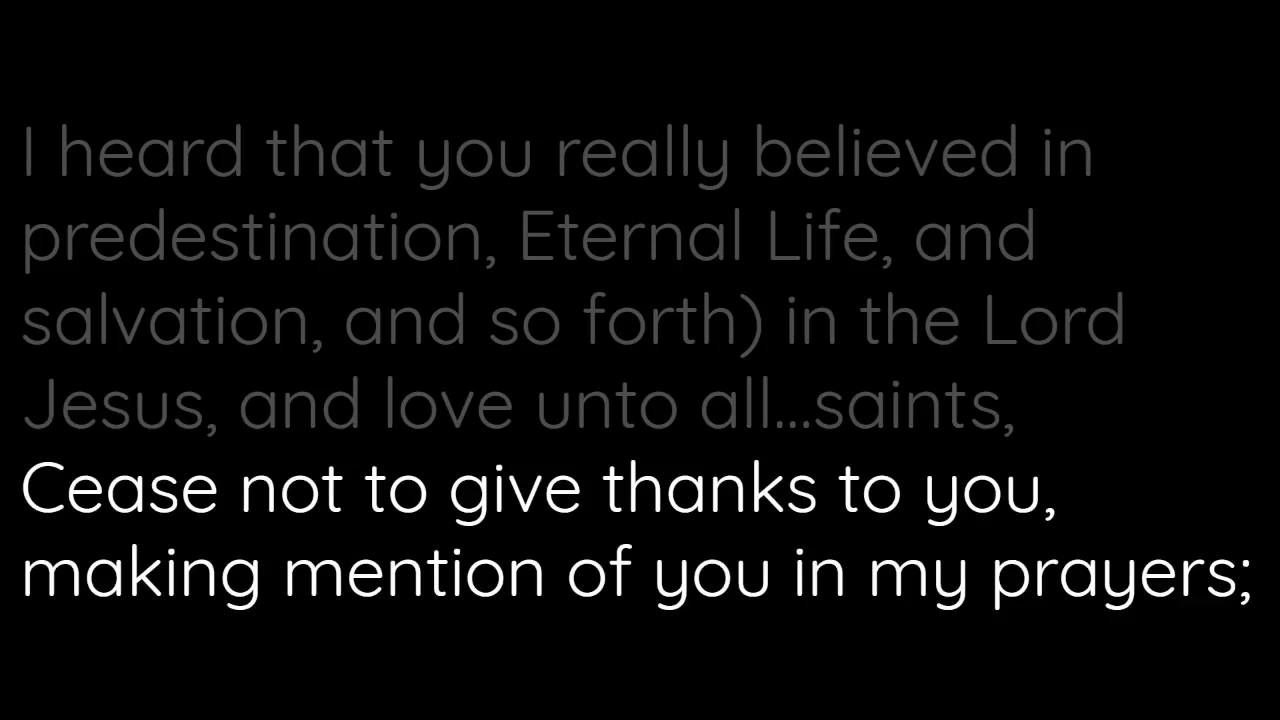 I heard that you really believed in
predestination, Eternal Life, and
salvation, and so forth) in the Lord
Jesus, and love unto all...saints,
Cease not to give thanks to you,
making mention of you in my prayers;